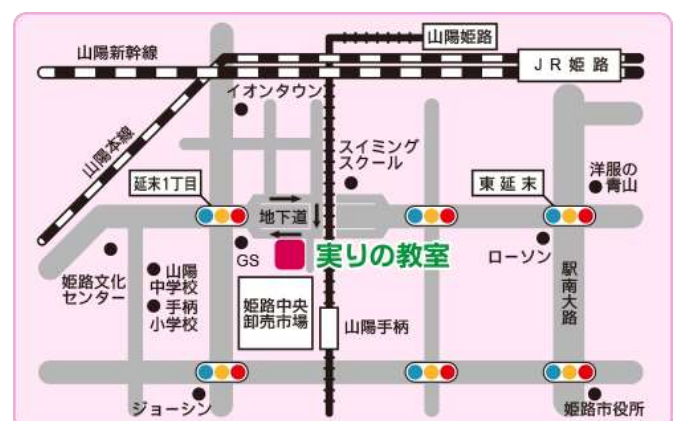 山陽姫路
山陽新幹線
JR姫路
イオンタウン
山陽本線
スイミング
スクール
洋服の
青山
延末1丁目
東延末
地下道
GS
実りの教室
ローソン
姫路文化
センター
山陽
中学校
手柄
小学校
姫路中央
卸売市場
山陽手柄
駅南大路
ジョーシン
姫路市役所